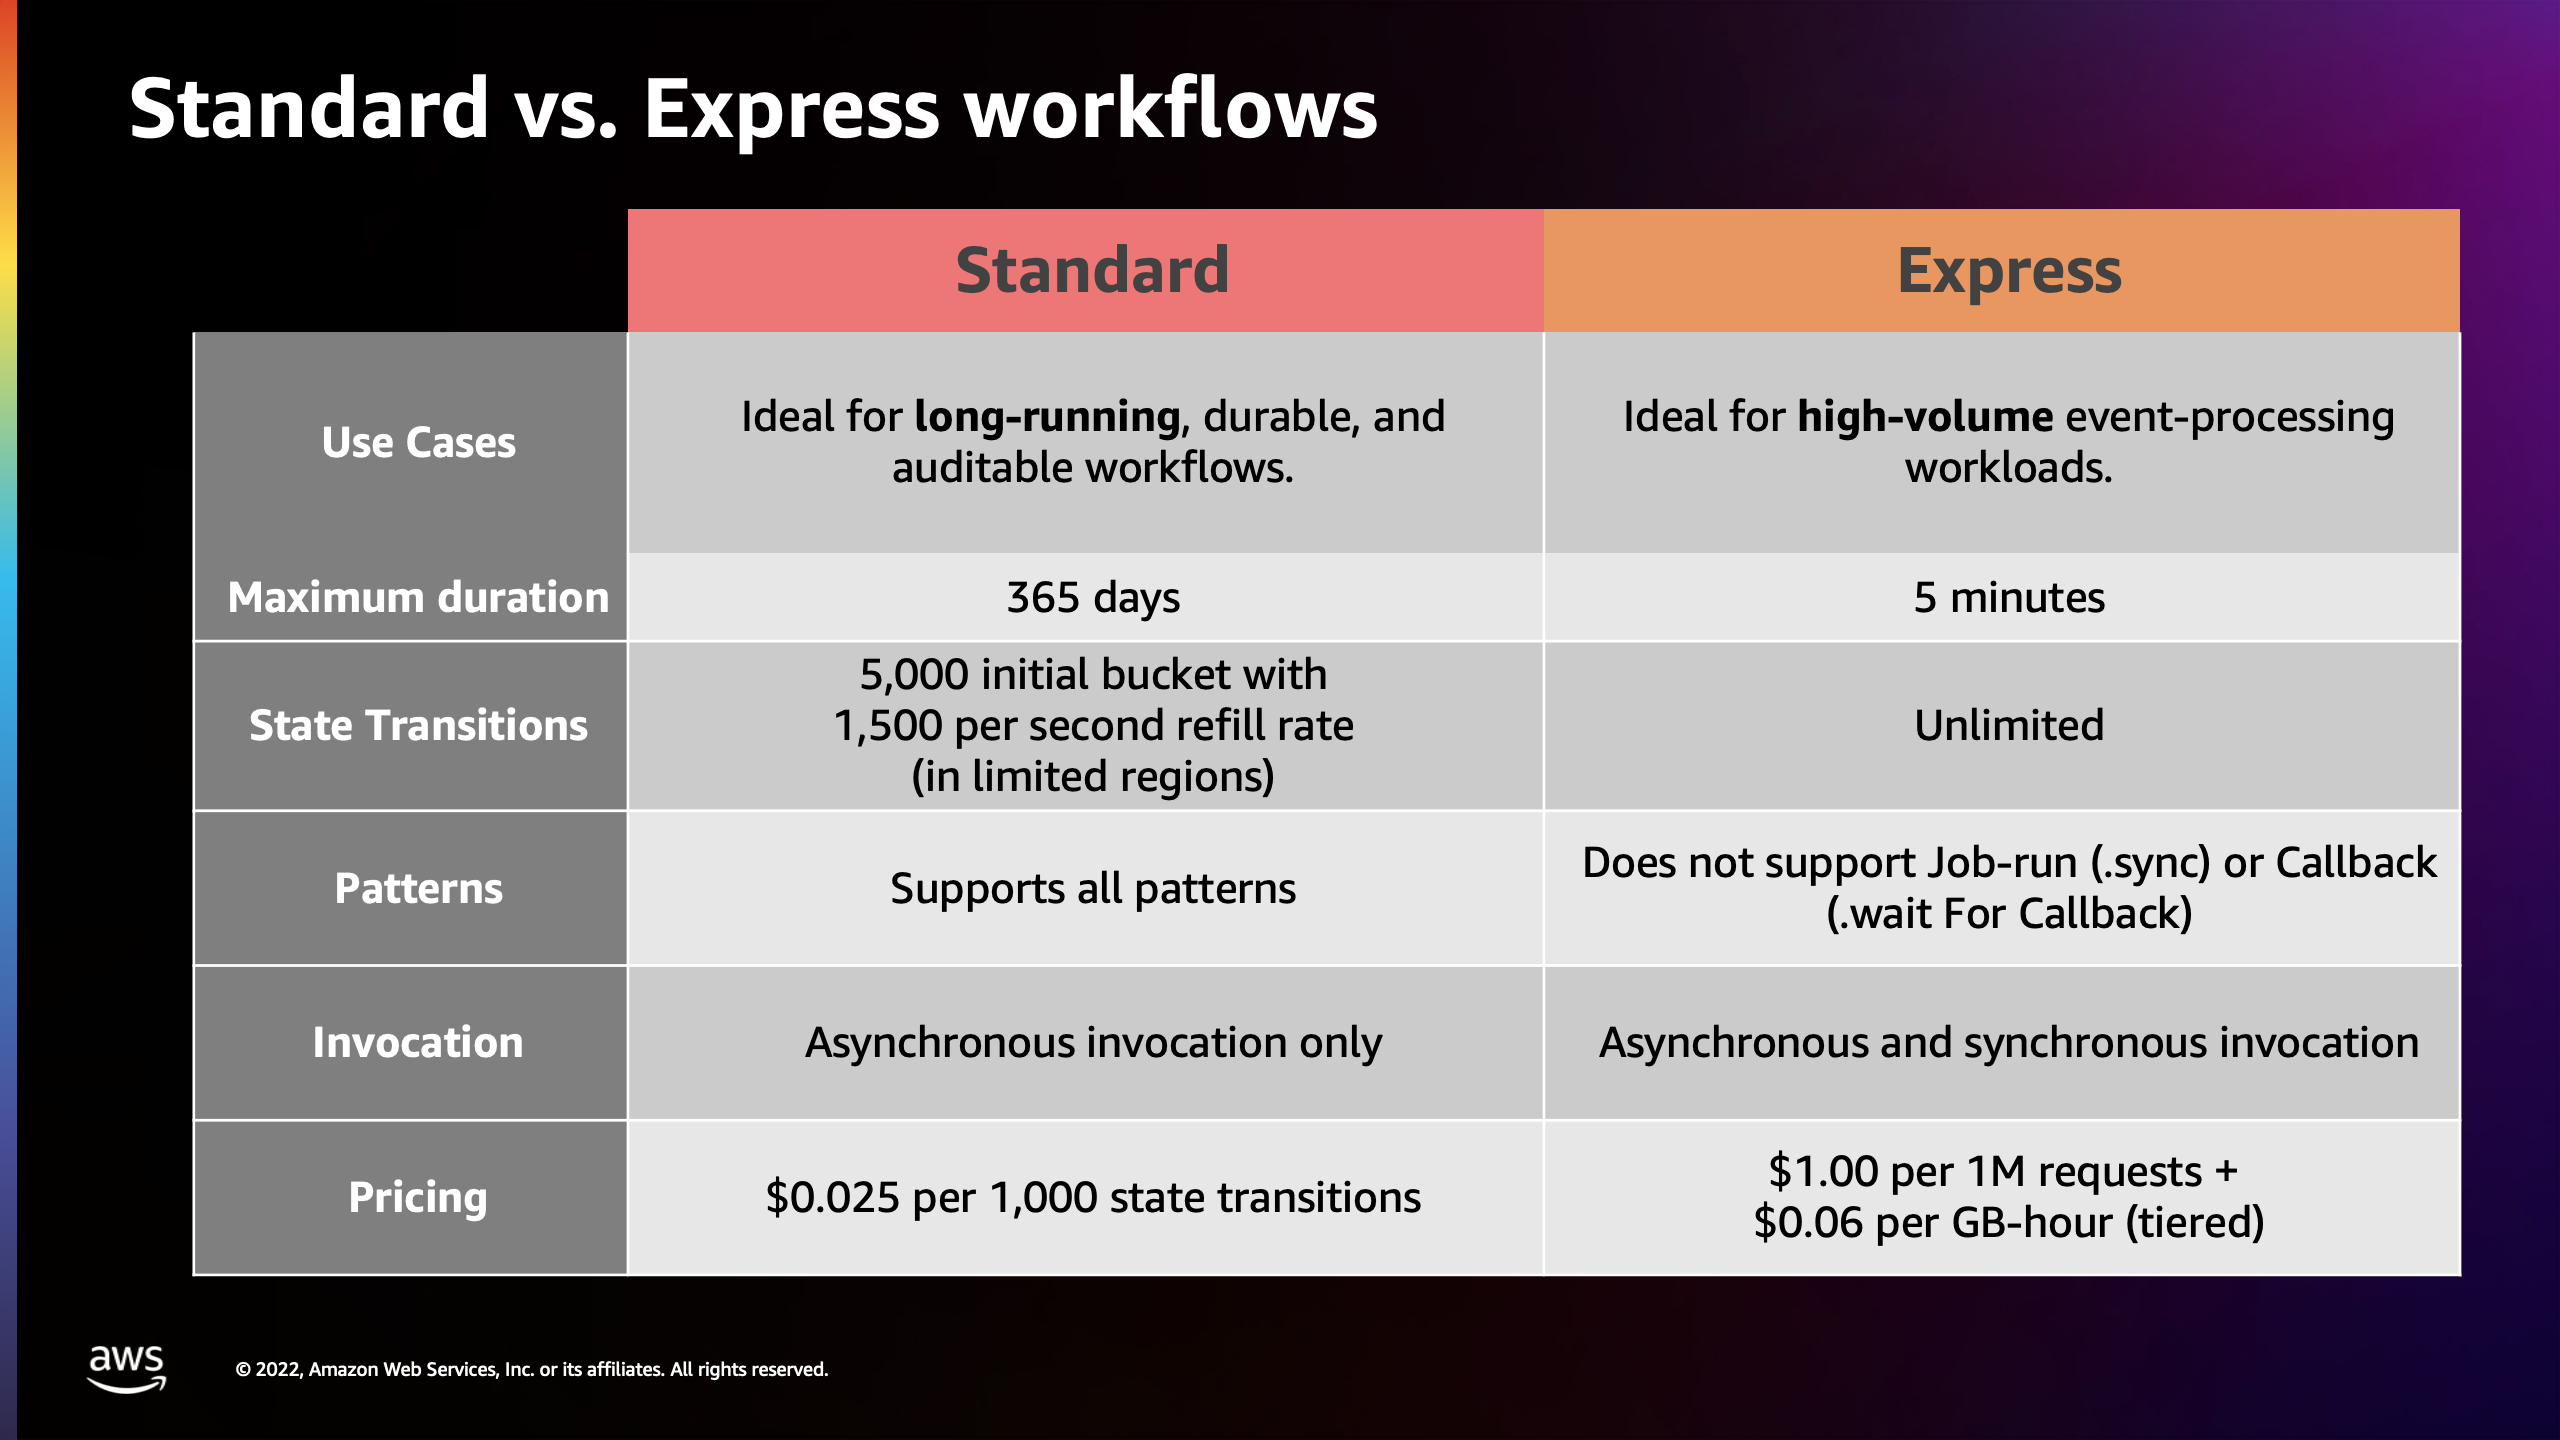 Standard vs. Express workflows
Standard
Express
Use Cases
Ideal for long-running, durable, and
auditable workflows.
Ideal for high-volume event-processing
workloads.
Maximum duration
365 days
5 minutes
State Transitions
5,000 initial bucket with
1,500 per second refill rate
(in limited regions)
Unlimited
Patterns
Supports all patterns
Does not support Job-run (.sync) or Callback
(.wait For Callback)
Invocation
Asynchronous invocation only
Asynchronous and synchronous invocation
Pricing
$0.025 per 1,000 state transitions
$1.00 per 1M requests +
$0.06 per GB-hour (tiered)
aws
© 2022, Amazon Web Services, Inc. or its affiliates. All rights reserved.